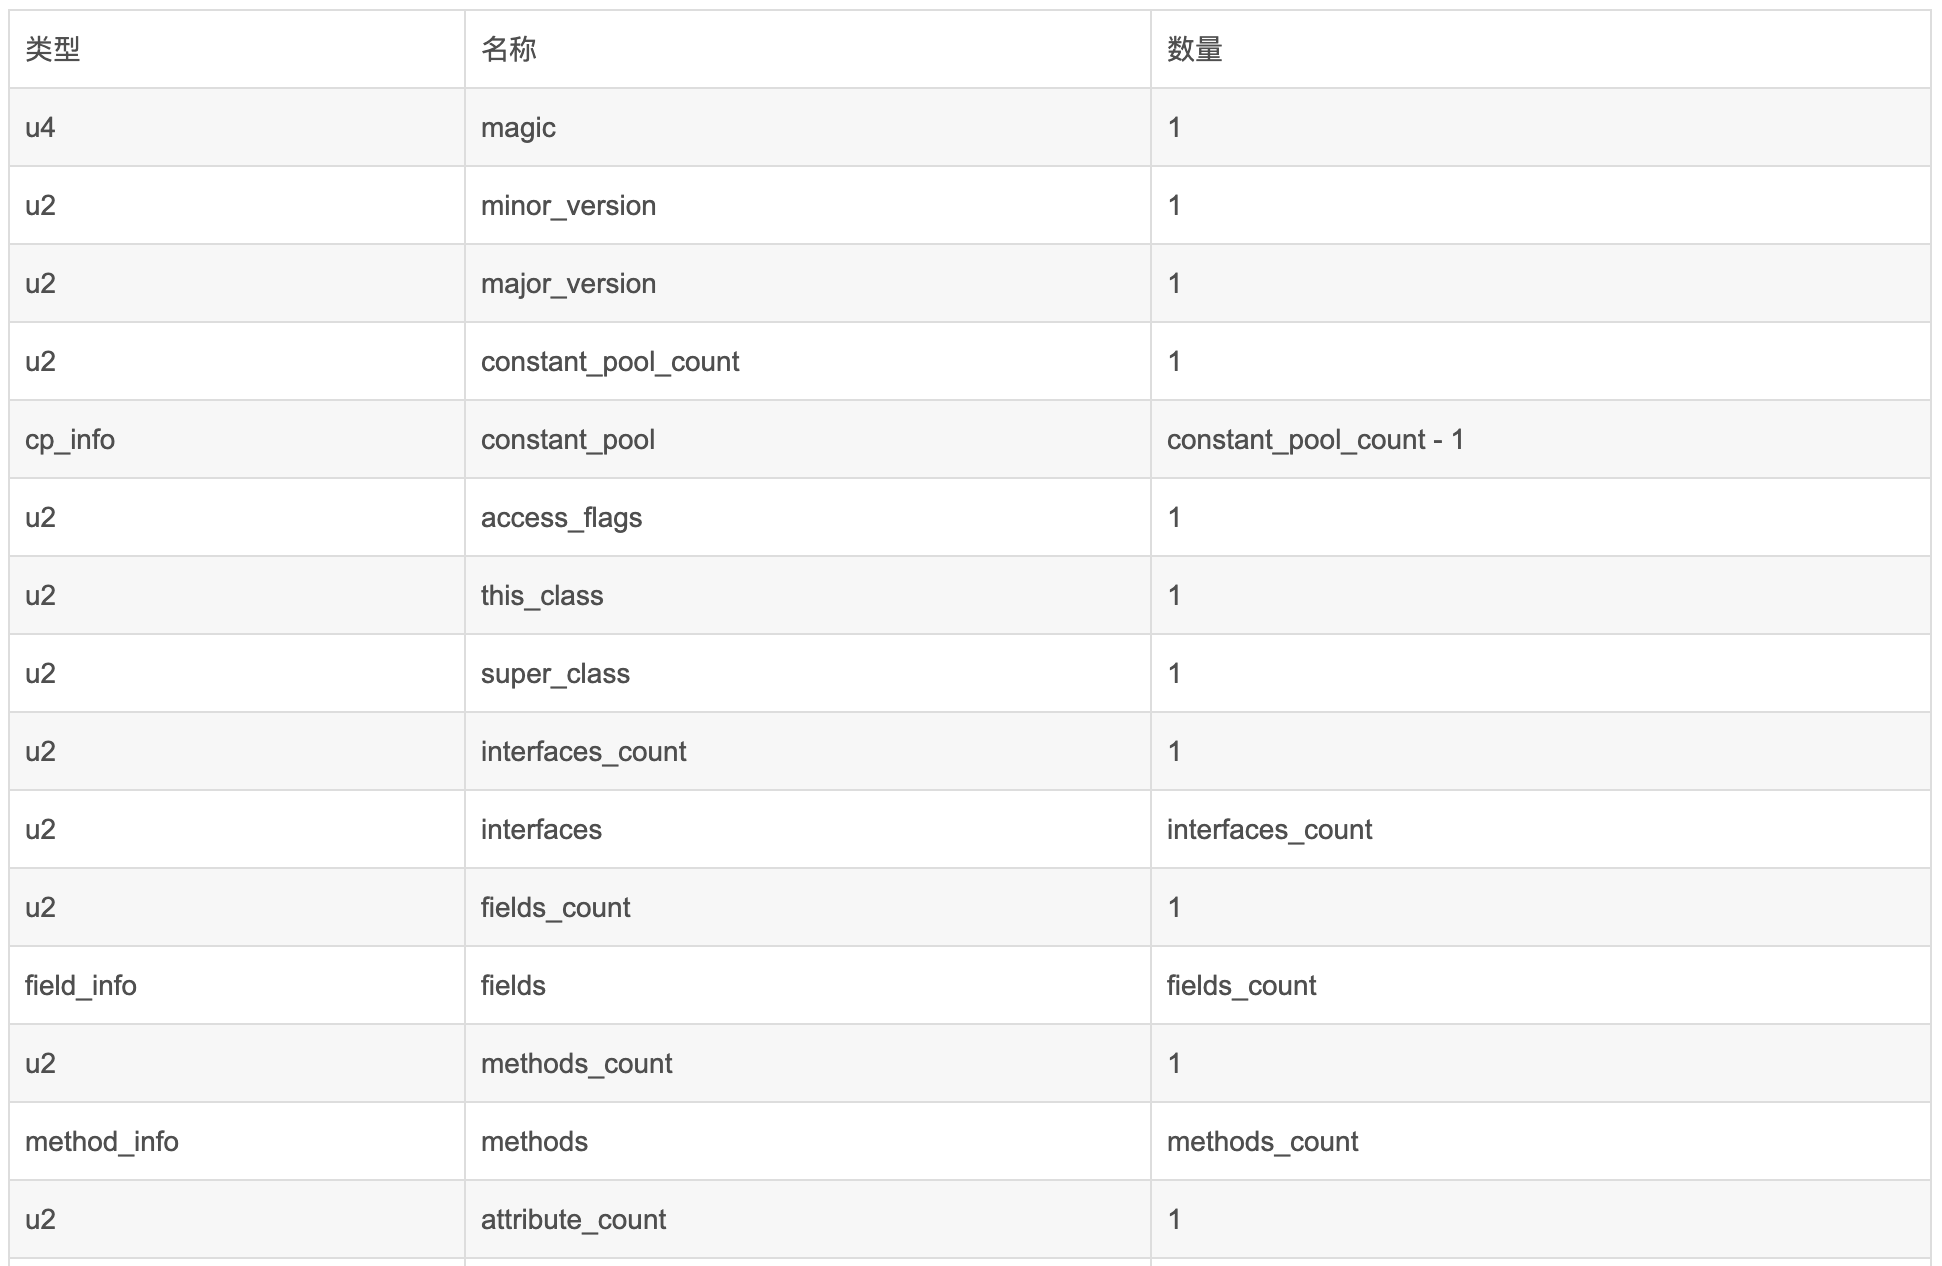 类型 名称 数量
u4 magic 1
u2 minor_version 1
u2 major_version 1
u2 constant_pool_count 1
cp_info constant_pool constant_pool_count - 1
u2 access_flags 1
u2 this_class 1
u2 super_class 1
u2 interfaces_count 1
u2 interfaces interfaces_count
u2 fields_count 1
field_info fields fields_count
u2 methods_count 1
method_info methods methods_count
u2 attribute_count 1